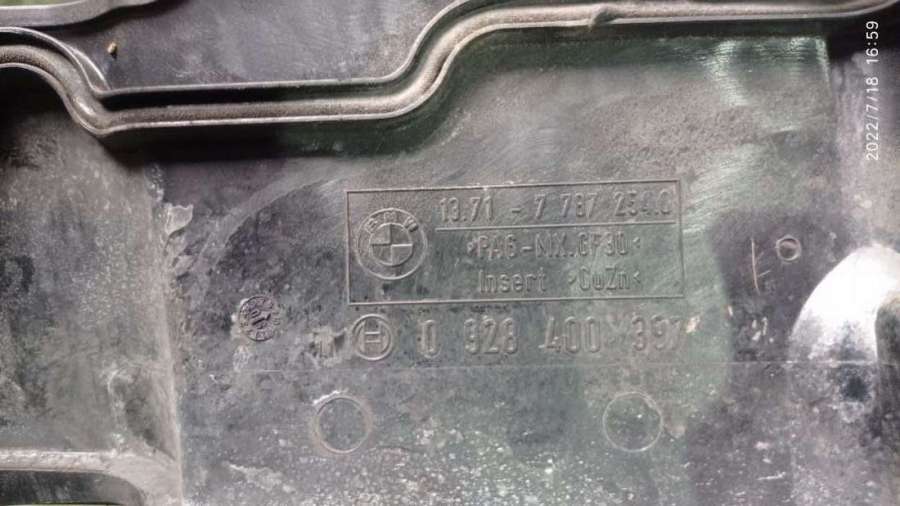 2022/7/18 16:59
BMW
13.71 - 7 787 254.0
>PA6-MX.GF30<
Insert >CuZn<
H 0 928 400 397